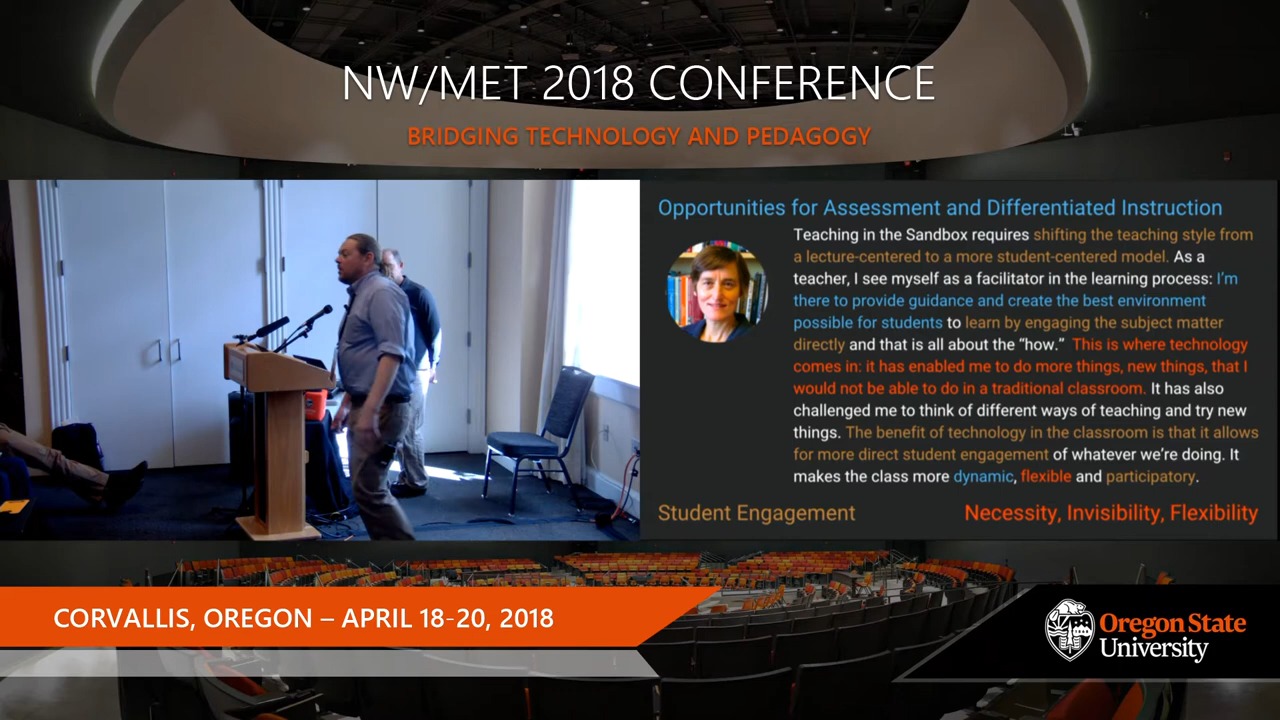 NW/MET 2018 CONFERENCE
BRIDGING TECHNOLOGY AND PEDAGOGY
Opportunities for Assessment and Differentiated Instruction
Teaching in the Sandbox requires shifting the teaching style from
a lecture-centered to a more student-centered model. As a
teacher, I see myself as a facilitator in the learning process: I'm
there to provide guidance and create the best environment
possible for students to learn by engaging the subject matter
directly and that is all about the “how.” This is where technology
comes in: it has enabled me to do more things, new things, that I
would not be able to do in a traditional classroom. It has also
challenged me to think of different ways of teaching and try new
things. The benefit of technology in the classroom is that it allows
for more direct student engagement of whatever we're doing. It
makes the class more dynamic, flexible and participatory.
Student Engagement
Necessity, Invisibility, Flexibility
CORVALLIS, OREGON – APRIL 18-20, 2018
Oregon State
University